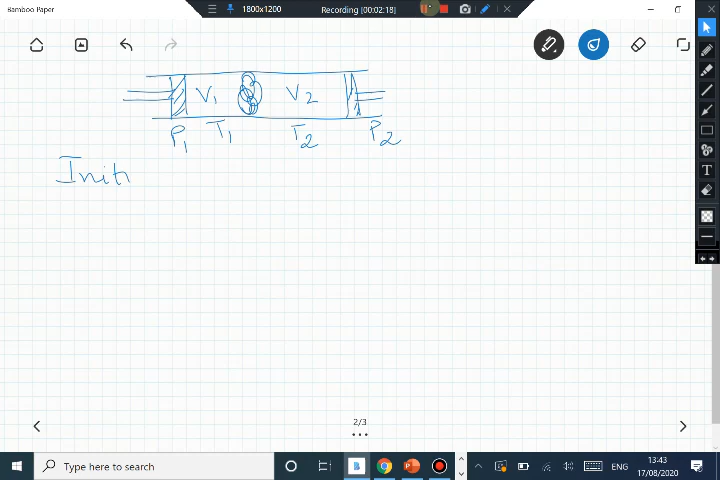 Bamboo Paper
1800x1200
Recording [00:02:18]
V1 V2
P1 T1 T2 P2
Initi
2/3
Type here to search
ENG
13:43
17/08/2020